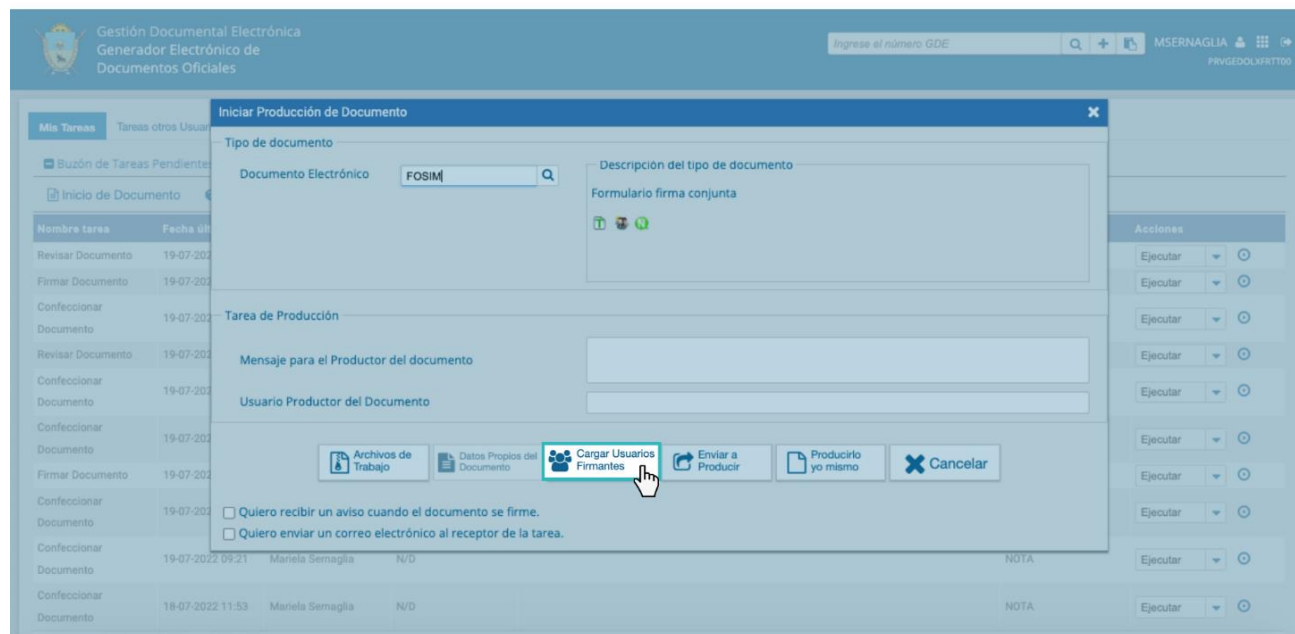 Gestión Documental Electrónica
Generador Electrónico de
Documentos Oficiales
Ingrese el número GDE
MSERNAGLIA
PRVGEDOLXFRTT00
Mis Tareas Tareas otros Usuar
Buzón de Tareas Pendientes
Inicio de Documento
Nombre tarea Fecha últ Acciones
Revisar Documento 19-07-202 Ejecutar
Firmar Documento 19-07-202 Ejecutar
Confeccionar
Documento 19-07-202 Ejecutar
Revisar Documento 19-07-202 Ejecutar
Confeccionar
Documento 19-07-202 Ejecutar
Confeccionar
Documento 19-07-202 Ejecutar
Firmar Documento 19-07-202 Ejecutar
Confeccionar
Documento 19-07-202 Ejecutar
Confeccionar
Documento 19-07-2022 09:21 Mariela Sernaglia N/D NOTA Ejecutar
Confeccionar
Documento 18-07-2022 11:53 Mariela Sernaglia N/D NOTA Ejecutar
Iniciar Producción de Documento
Tipo de documento
Documento Electrónico FOSIM
Descripción del tipo de documento
Formulario firma conjunta
Tarea de Producción
Mensaje para el Productor del documento
Usuario Productor del Documento
Archivos de
Trabajo
Datos Propios del
Documento
Cargar Usuarios
Firmantes
Enviar a
Producir
Producirlo
yo mismo
Cancelar
Quiero recibir un aviso cuando el documento se firme.
Quiero enviar un correo electrónico al receptor de la tarea.